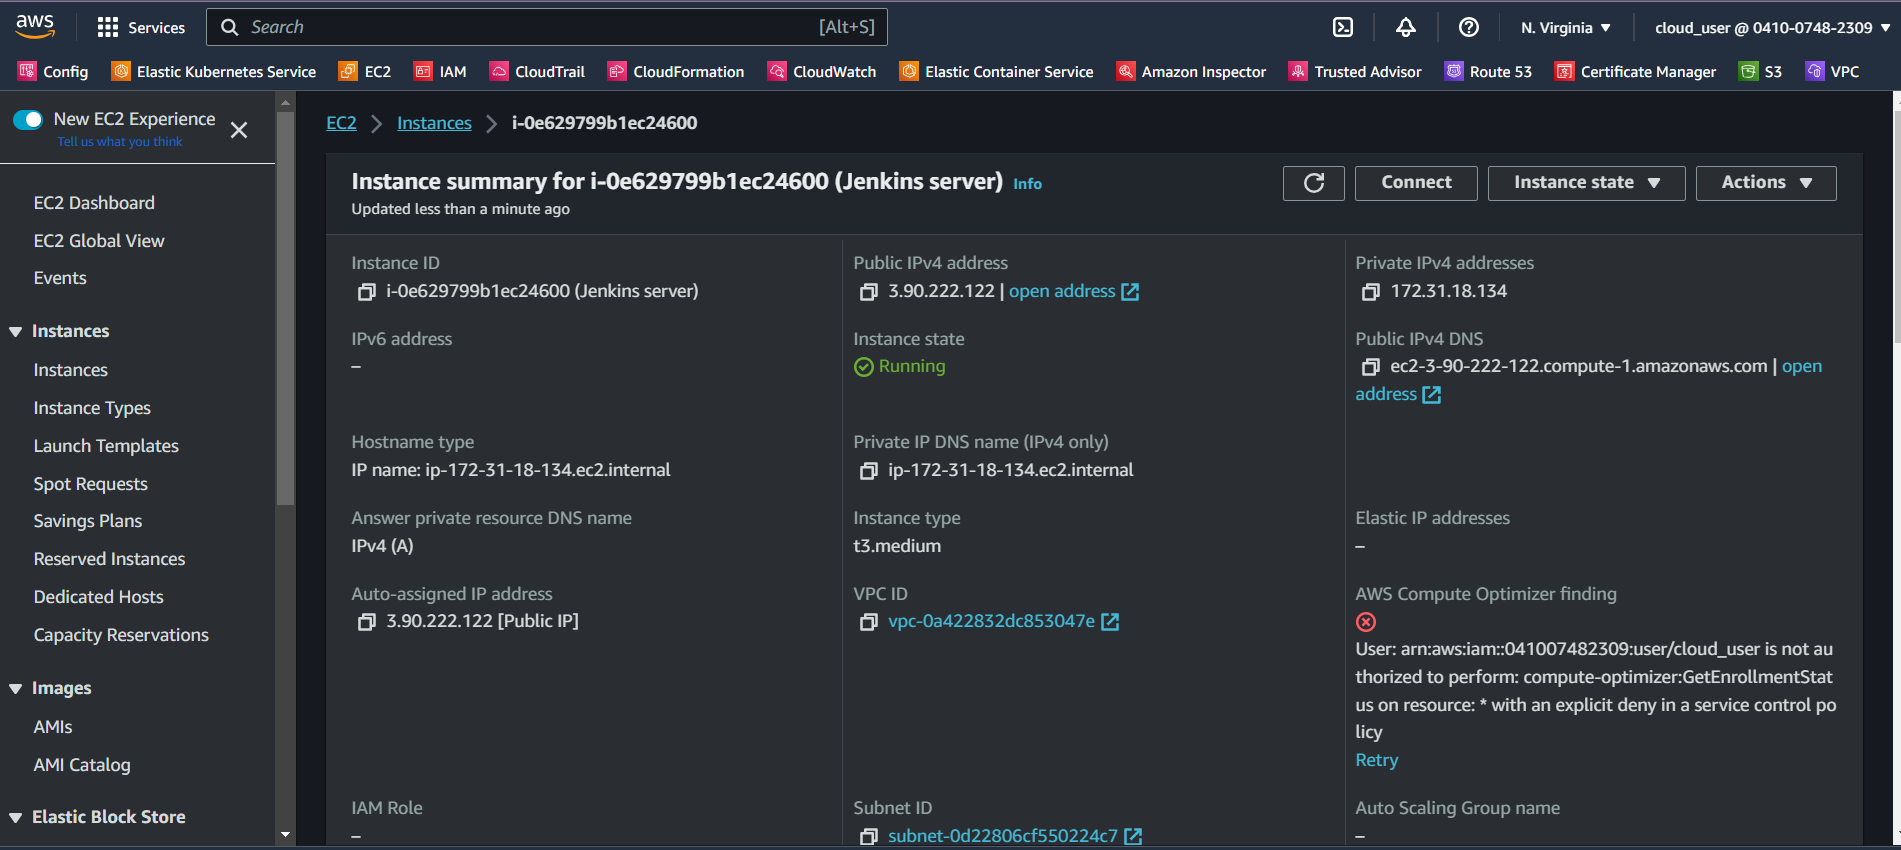 aws
Services
Search
[Alt+S]
N. Virginia
cloud_user @ 0410-0748-2309
Config
Elastic Kubernetes Service
EC2
IAM
CloudTrail
CloudFormation
CloudWatch
Elastic Container Service
Amazon Inspector
Trusted Advisor
Route 53
Certificate Manager
S3
VPC
New EC2 Experience
Tell us what you think
EC2 Dashboard
EC2 Global View
Events
Instances
Instances
Instance Types
Launch Templates
Spot Requests
Savings Plans
Reserved Instances
Dedicated Hosts
Capacity Reservations
Images
AMIs
AMI Catalog
Elastic Block Store
EC2
Instances
i-0e629799b1ec24600
Instance summary for i-0e629799b1ec24600 (Jenkins server) Info
Updated less than a minute ago
Connect
Instance state
Actions
Instance ID
i-0e629799b1ec24600 (Jenkins server)
Public IPv4 address
3.90.222.122 | open address
Private IPv4 addresses
172.31.18.134
IPv6 address
–
Instance state
Running
Public IPv4 DNS
ec2-3-90-222-122.compute-1.amazonaws.com | open
address
Hostname type
IP name: ip-172-31-18-134.ec2.internal
Private IP DNS name (IPv4 only)
ip-172-31-18-134.ec2.internal
Answer private resource DNS name
IPv4 (A)
Instance type
t3.medium
Elastic IP addresses
–
Auto-assigned IP address
3.90.222.122 [Public IP]
VPC ID
vpc-0a422832dc853047e
AWS Compute Optimizer finding
User: arn:aws:iam::041007482309:user/cloud_user is not au
thorized to perform: compute-optimizer:GetEnrollmentStat
us on resource: * with an explicit deny in a service control po
licy
Retry
IAM Role
–
Subnet ID
subnet-0d22806cf550224c7
Auto Scaling Group name
–